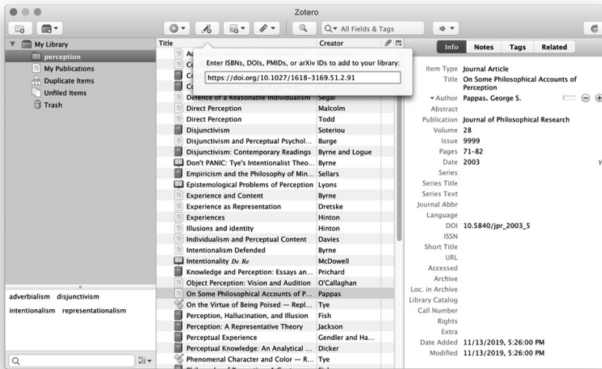 Zotero
All Fields & Tags
My Library
perception
My Publications
Duplicate Items
Unfiled Items
Trash
adverbialism disjunctivism
intentionalism representationalism
Title Creator
Enter ISBNs, DOIs, PMIDs, or arXiv IDs to add to your library:
https://doi.org/10.1027/1618-3169.51.2.91
Defence of a Reasonable Individualism Segal
Direct Perception Malcolm
Direct Perception Todd
Disjunctivism Soteriou
Disjunctivism and Perceptual Psychol... Burge
Disjunctivism: Contemporary Readings Byrne and Logue
Don't PANIC: Tye's Intentionalist Theo... Byrne
Empiricism and the Philosophy of Min... Sellars
Epistemological Problems of Perception Lyons
Experience and Content Byrne
Experience as Representation Dretske
Experiences Hinton
Illusions and identity Hinton
Individualism and Perceptual Content Davies
Intentionalism Defended Byrne
Intentionality De Re McDowell
Knowledge and Perception: Essays an... Prichard
Object Perception: Vision and Audition O'Callaghan
On Some Philosophical Accounts of P... Pappas
On the Virtue of Being Poised — Repl... Tye
Perception, Hallucination, and Illusion Fish
Perception: A Representative Theory Jackson
Perceptual Experience Gendler and Ha...
Perceptual Knowledge: An Analytical ... Dicker
Phenomenal Character and Color — R... Tye
Info Notes Tags Related
Item Type Journal Article
Title On Some Philosophical Accounts of
Perception
Author Pappas, George S.
Abstract
Publication Journal of Philosophical Research
Volume 28
Issue 9999
Pages 71-82
Date 2003 y
Series
Series Title
Series Text
Journal Abbr
Language
DOI 10.5840/jpr_2003_5
ISSN
Short Title
URL
Accessed
Archive
Loc. in Archive
Library Catalog
Call Number
Rights
Extra
Date Added 11/13/2019, 5:26:00 PM
Modified 11/13/2019, 5:26:00 PM